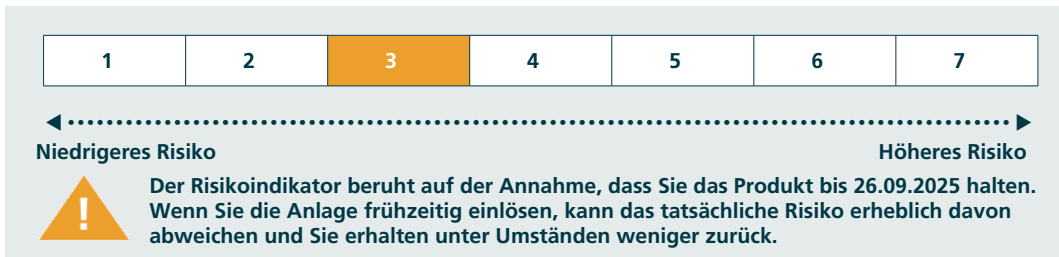 1 2 3 4 5 6 7
Niedrigeres Risiko Höheres Risiko
Der Risikoindikator beruht auf der Annahme, dass Sie das Produkt bis 26.09.2025 halten.
! Wenn Sie die Anlage frühzeitig einlösen, kann das tatsächliche Risiko erheblich davon
abweichen und Sie erhalten unter Umständen weniger zurück.